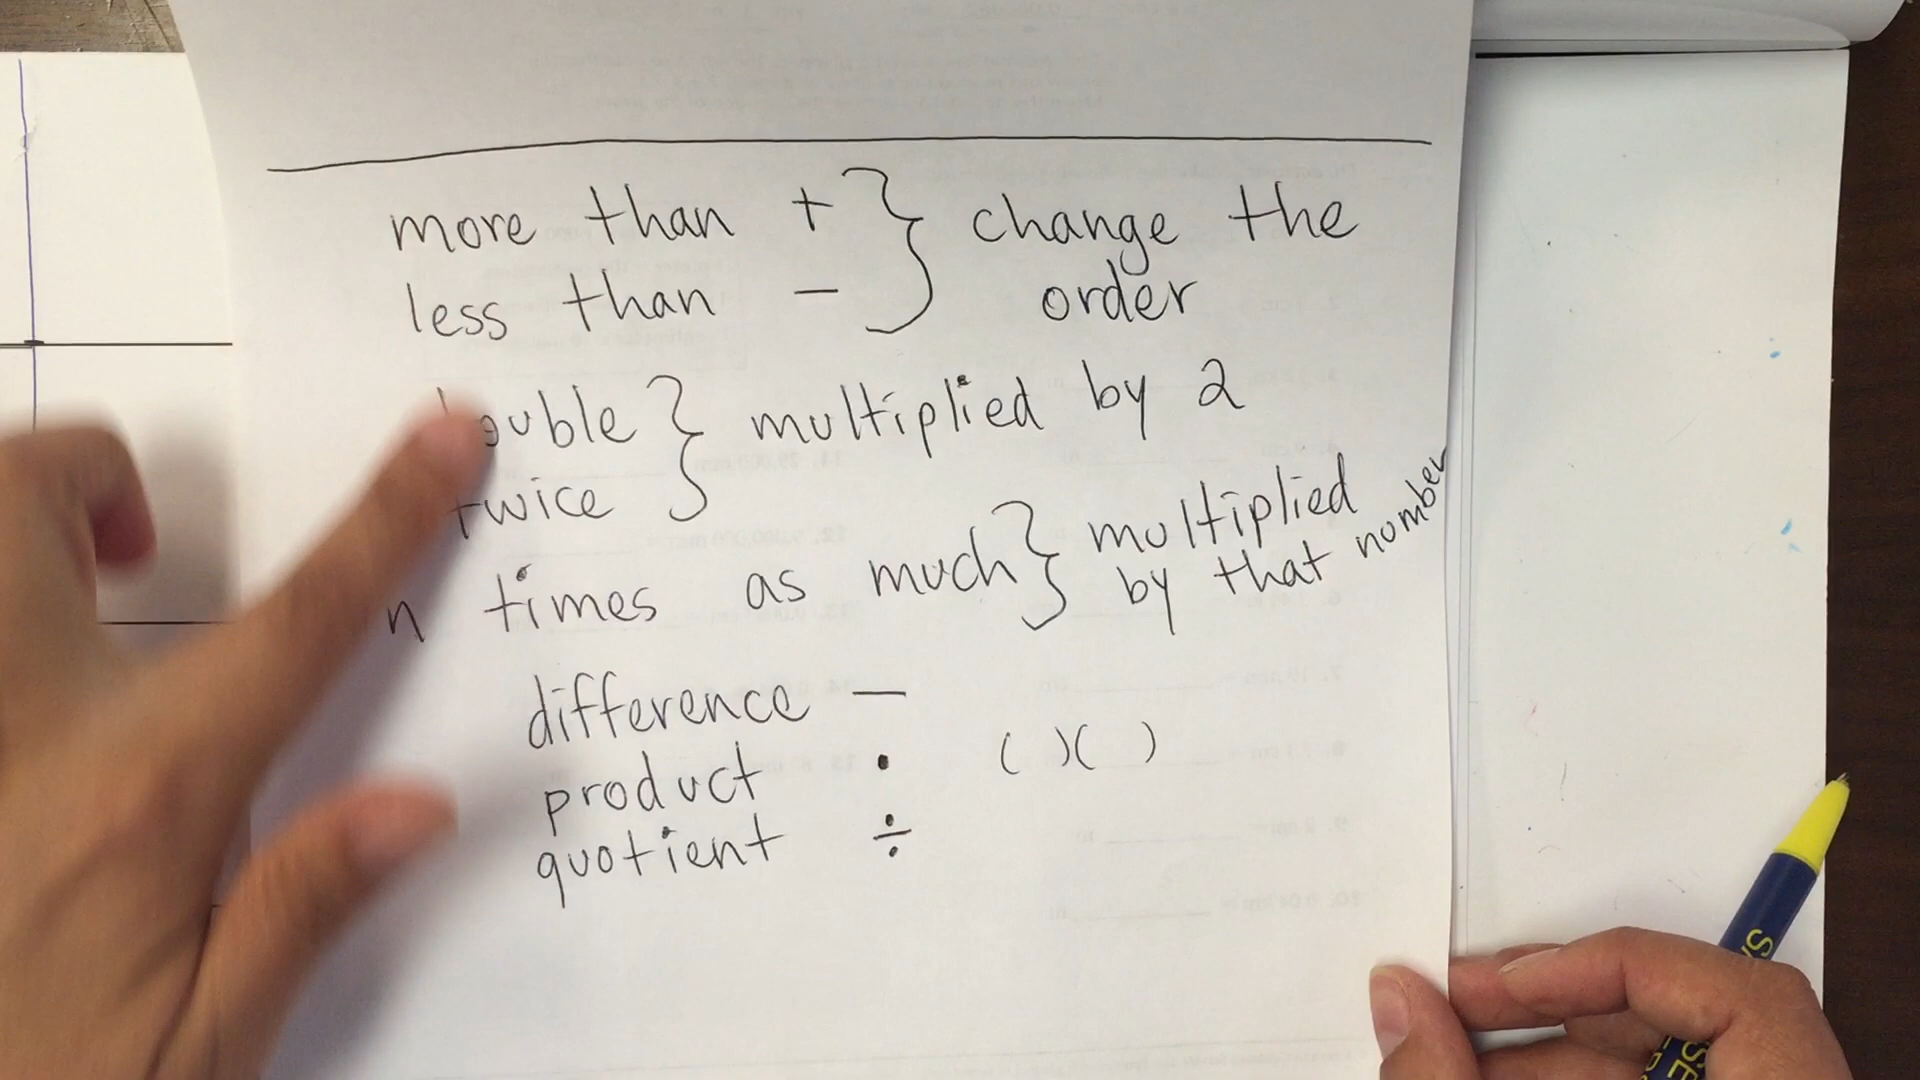 more than + } change the
less than - } order
double } multiplied by 2
twice
n times as much } multiplied
by that number
difference —
product • ( )( )
quotient ÷